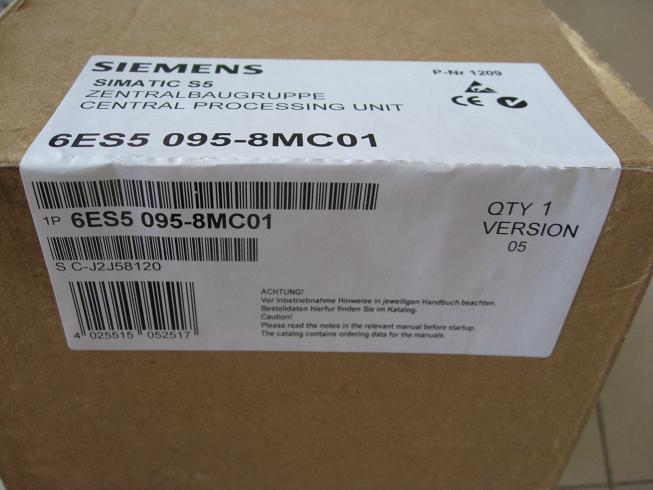 SIEMENS
P-Nr 1209
SIMATIC S5
ZENTRALBAUGRUPPE
CENTRAL PROCESSING UNIT
CE
6ES5 095-8MC01
1P 6ES5 095-8MC01
QTY 1
VERSION
05
S C-J2J58120
ACHTUNG!
Vor Inbetriebnahme Hinweise in jeweiligen Handbuch beachten.
Bestelldaten hierfur finden Sie im Katalog.
Caution!
Please read the notes in the relevant manual before startup.
The catalog contains ordering data for the manuals.
4 025515 052517